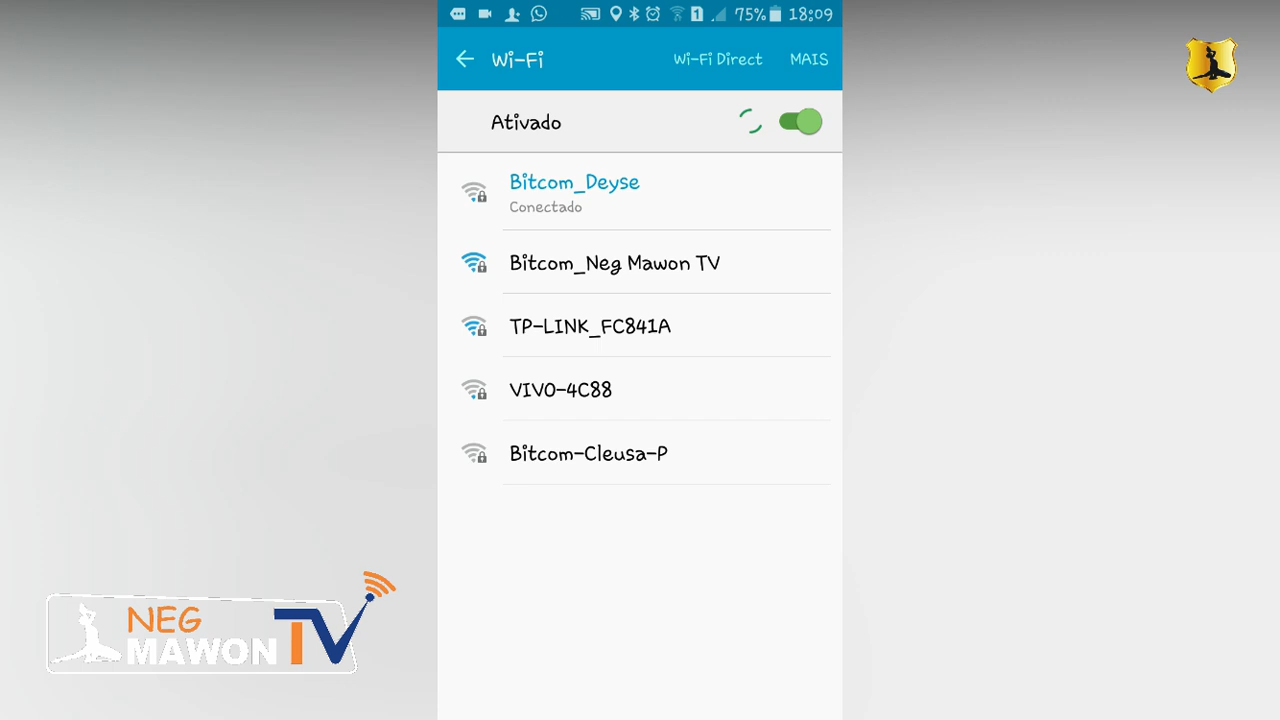 1 75% 18:09
Wi-Fi Wi-Fi Direct MAIS
Ativado
Bitcom_Deyse
Conectado
Bitcom_Neg Mawon TV
TP-LINK_FC841A
VIVO-4C88
Bitcom-Cleusa-P
NEG
MAWON TV